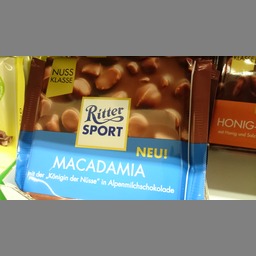 NUSS
KLASSE
Ritter
SPORT
NEU!
MACADAMIA
mit der „Königin der Nüsse" in Alpenmilchschokolade
HONIG-